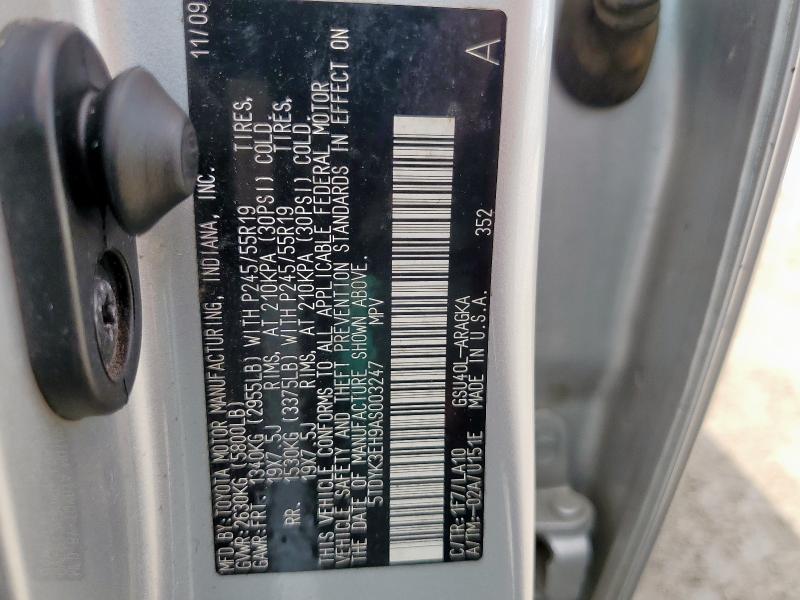 MFD.BY:TOYOTA MOTOR MANUFACTURING, INDIANA, INC. 11/09
GVWR:2630KG (5800LB)
GAWR:FRT. 1340KG (2955LB) WITH P245/55R19 TIRES,
19X7.5J RIMS, AT 210KPA (30PSI) COLD.
RR. 1530KG (3375LB) WITH P245/55R19 TIRES,
19X7.5J RIMS, AT 210KPA (30PSI) COLD.
THIS VEHICLE CONFORMS TO ALL APPLICABLE FEDERAL MOTOR
VEHICLE SAFETY AND THEFT PREVENTION STANDARDS IN EFFECT ON
THE DATE OF MANUFACTURE SHOWN ABOVE.
5TDYK3EH9AS003247 MPV
A
C/TR:1F7/LA10 GSU40L-ARAGKA 352
A/TM:-02A/U151E MADE IN U.S.A.